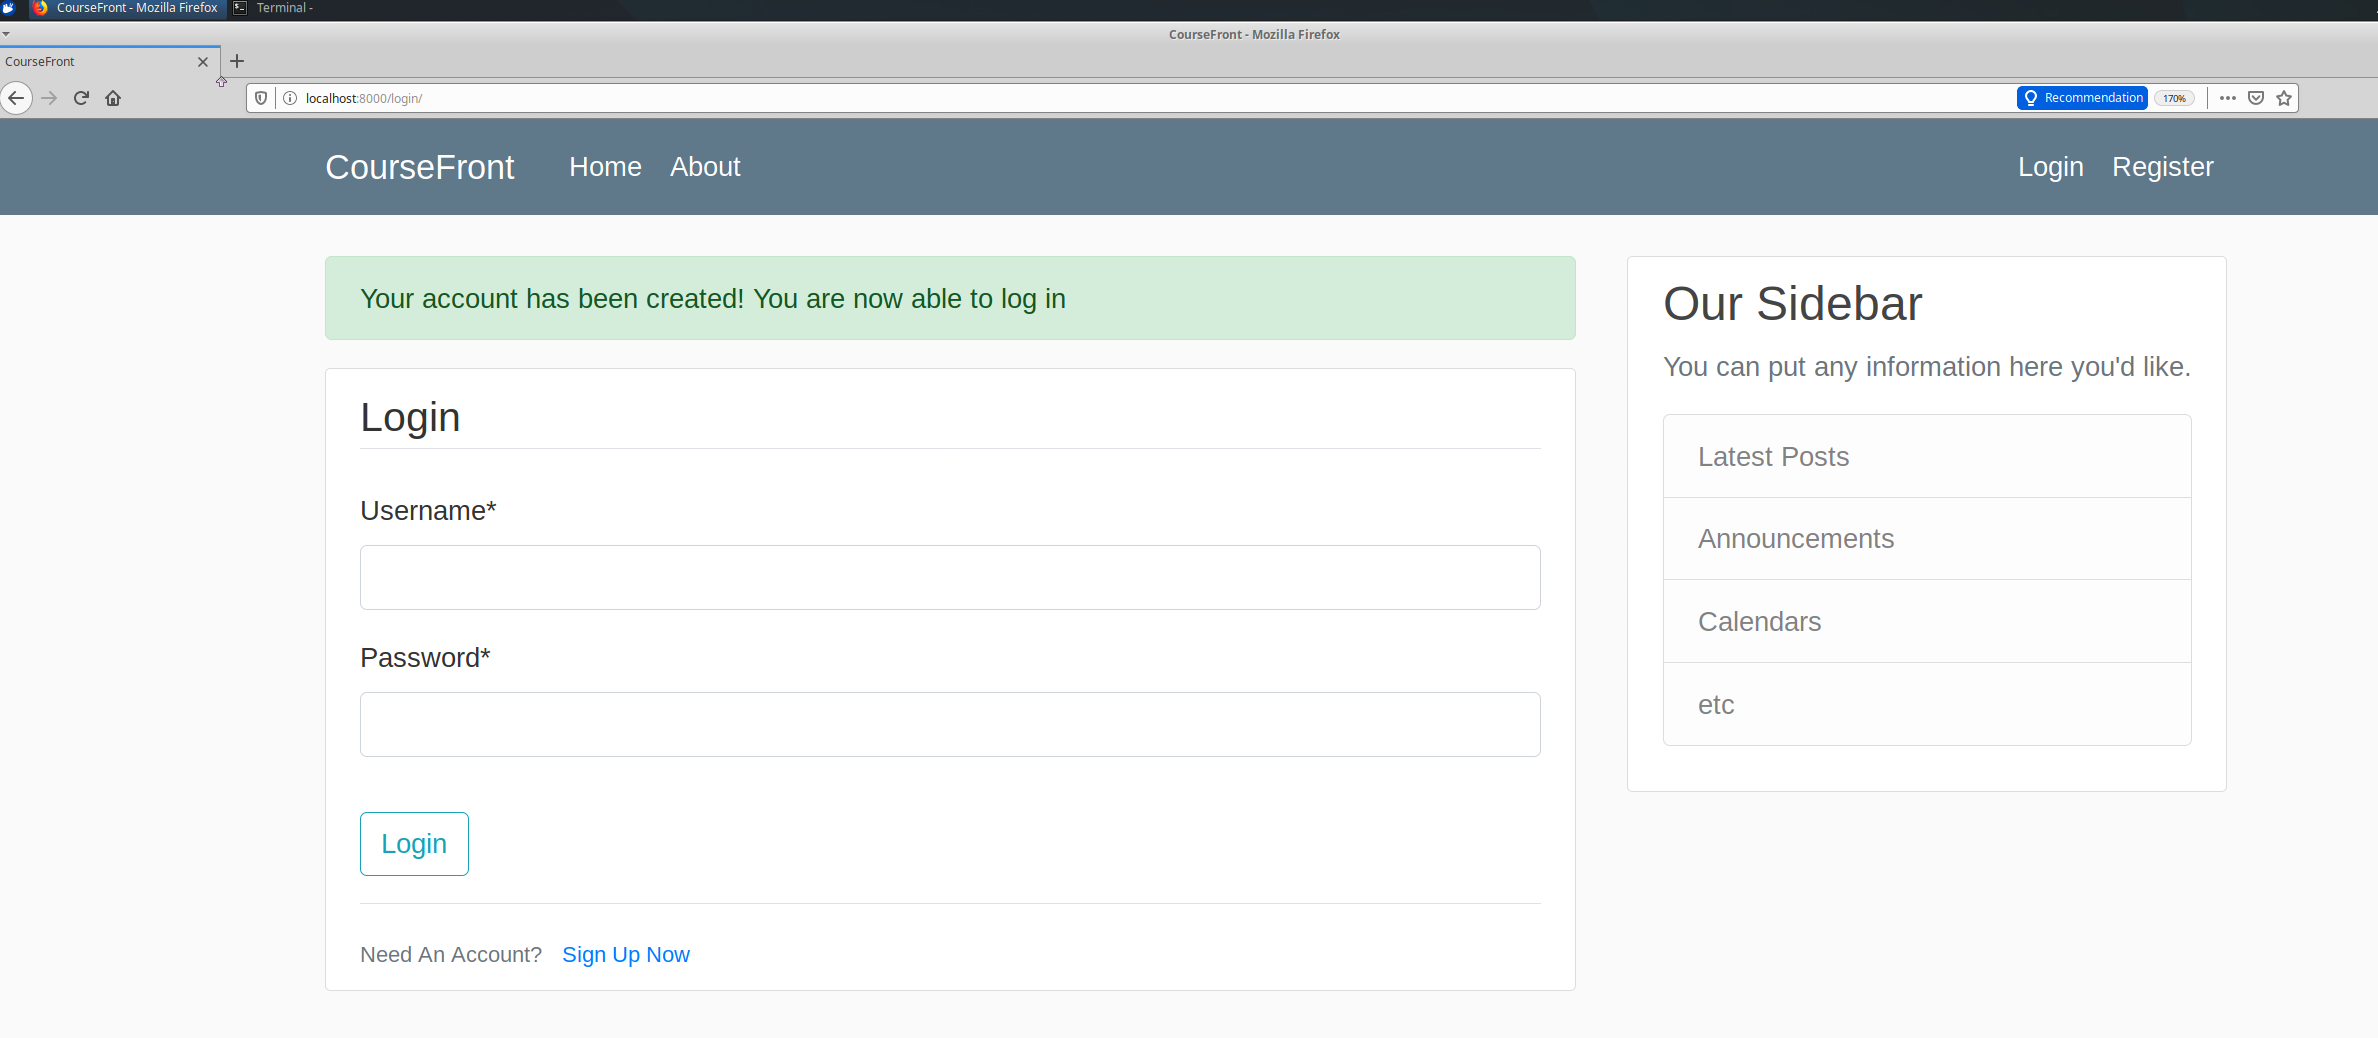 CourseFront - Mozilla Firefox
Terminal -
CourseFront - Mozilla Firefox
CourseFront
localhost:8000/login/
Recommendation
170%
CourseFront
Home
About
Login
Register
Your account has been created! You are now able to log in
Login
Username*
Password*
Login
Need An Account? Sign Up Now
Our Sidebar
You can put any information here you'd like.
Latest Posts
Announcements
Calendars
etc